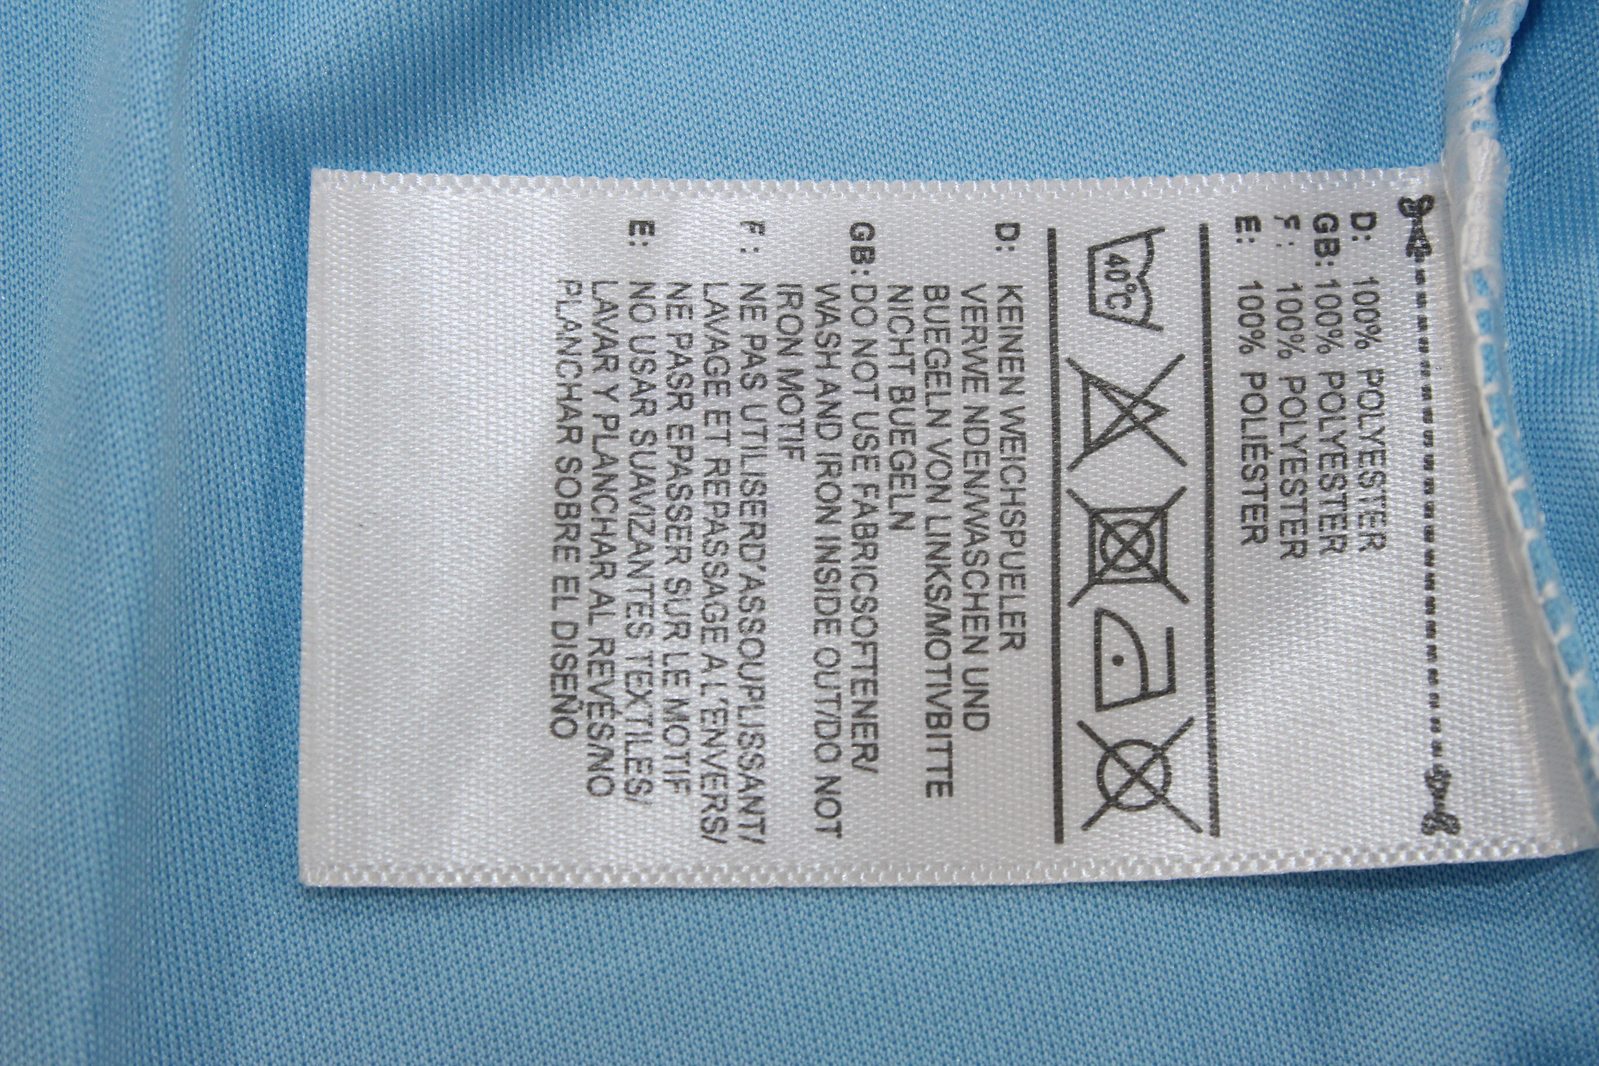 D: 100% POLYESTER
GB: 100% POLYESTER
F: 100% POLYESTER
E: 100% POLIÉSTER
40°C
D: KEINEN WEICHSPUELER
VERWE NDEN/WASCHEN UND
BUEGELN VON LINKS/MOTIVBITTE
NICHT BUEGELN
GB: DO NOT USE FABRICSOFTENER/
WASH AND IRON INSIDE OUT/DO NOT
IRON MOTIF
F: NE PAS UTILISERD'ASSOUPLISSANT/
LAVAGE ET REPASSAGE A L'ENVERS/
NE PASR EPASSER SUR LE MOTIF
E: NO USAR SUAVIZANTES TEXTILES/
LAVAR Y PLANCHAR AL REVÉS/NO
PLANCHAR SOBRE EL DISEÑO